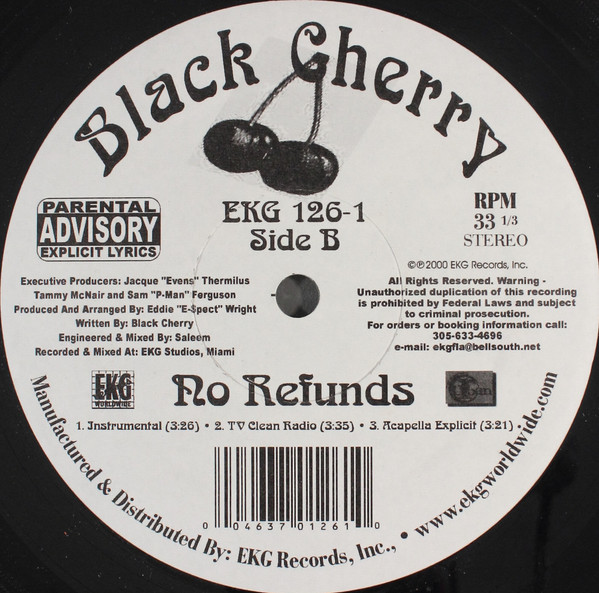 Black Cherry
PARENTAL
ADVISORY
EXPLICIT LYRICS
EKG 126-1
Side B
RPM
33 1/3
STEREO
©℗2000 EKG Records, Inc.
Executive Producers: Jacque "Evens" Thermilus
Tammy McNair and Sam "P-Man" Ferguson
Produced And Arranged By: Eddie "E-$pect" Wright
Written By: Black Cherry
Engineered & Mixed By: Saleem
Recorded & Mixed At: EKG Studios, Miami
All Rights Reserved. Warning -
Unauthorized duplication of this recording
is prohibited by Federal Laws and subject
to criminal prosecution.
For orders or booking information call:
305-633-4696
e-mail: ekgfla@bellsouth.net
EKG
WORLDWIDE
No Refunds
1. Instrumental (3:26) • 2. TV Clean Radio (3:35) • 3. Acapella Explicit (3:21)
0 04637 01261 0
Manufactured & Distributed By: EKG Records, Inc., • www.ekgworldwide.com